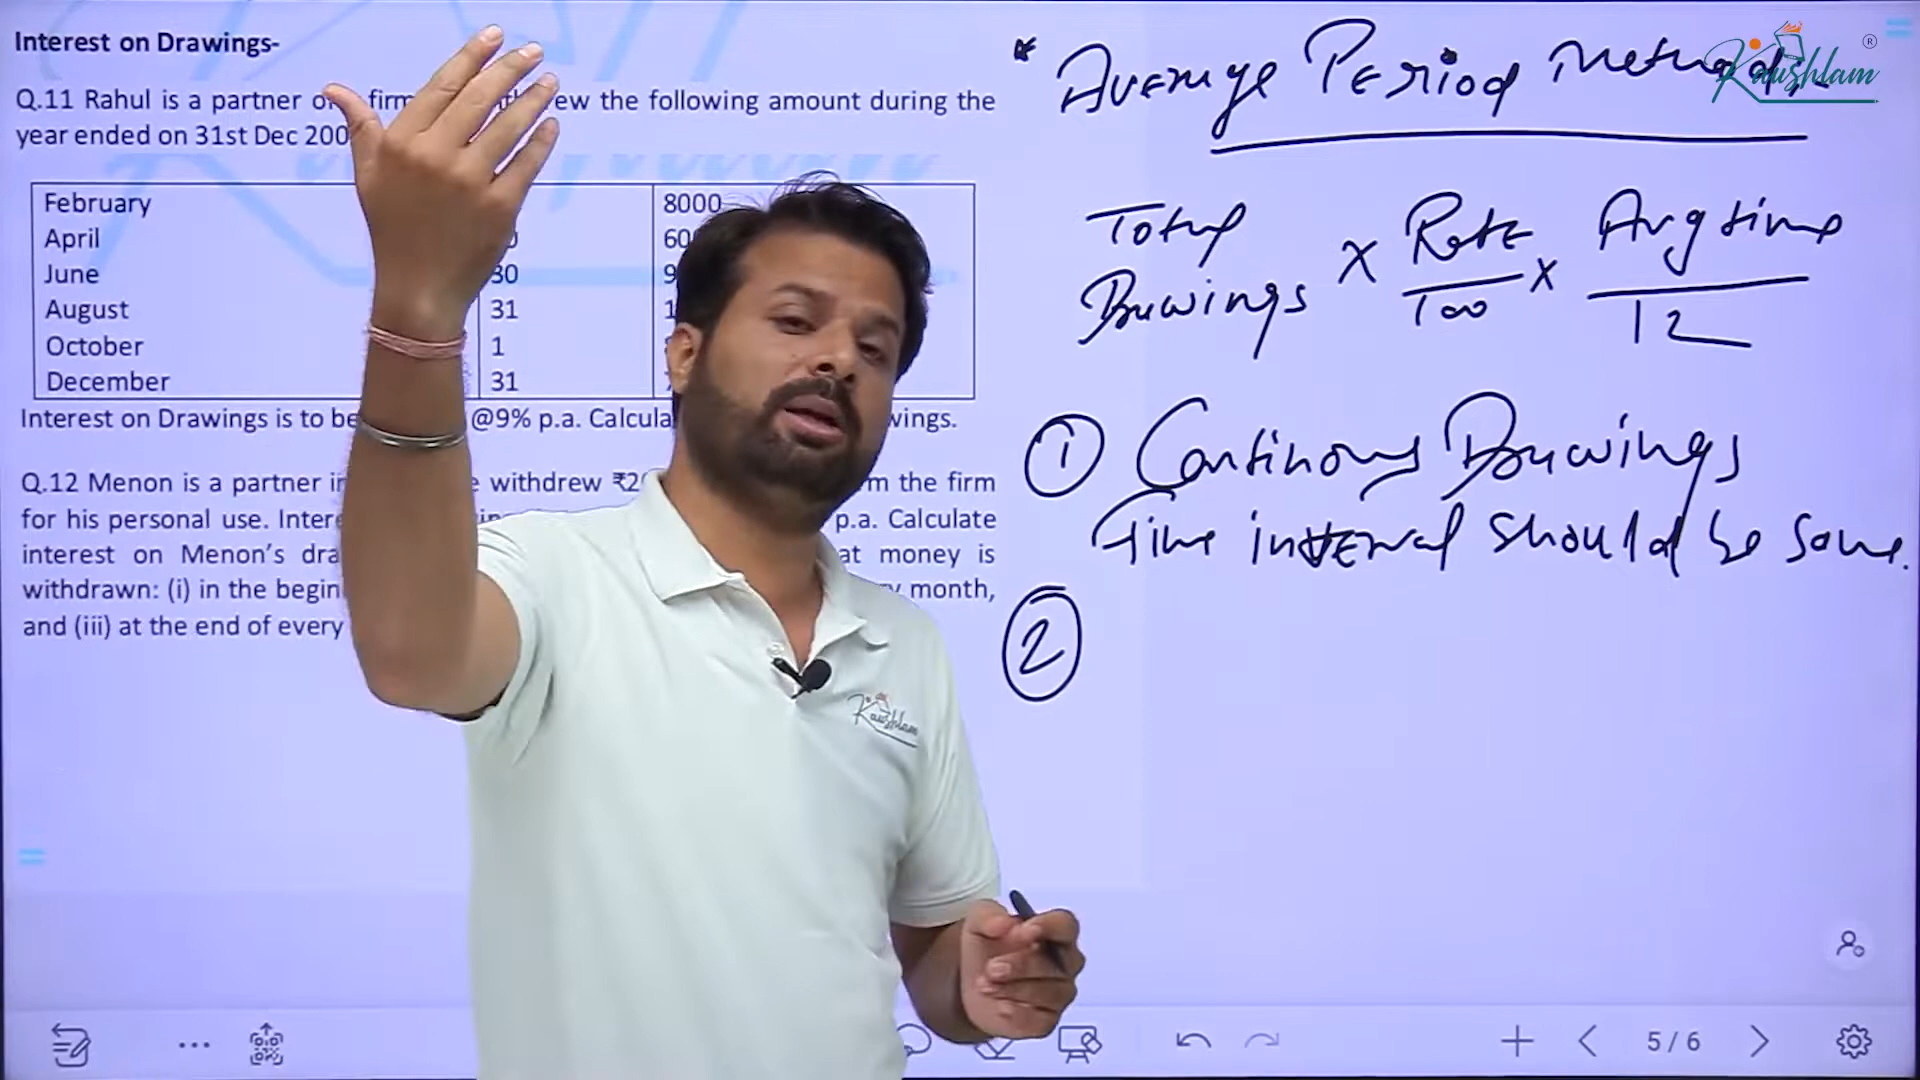 Interest on Drawings-
Q.11 Rahul is a partner o firm ew the following amount during the
year ended on 31st Dec 200
February 8000
April 60
June 30 9
August 31 1
October 1
December 31
Interest on Drawings is to be @9% p.a. Calcula wings.
Q.12 Menon is a partner in withdrew ₹20 m the firm
for his personal use. Intere p.a. Calculate
interest on Menon's dra at money is
withdrawn: (i) in the begin month,
and (iii) at the end of every
* Average Period Method
Kaushlam ®
Total Drawings × Rate/100 × Avg time/12
① Continous Drawings
Time interval should be same.
②
Kaushlam
5/6